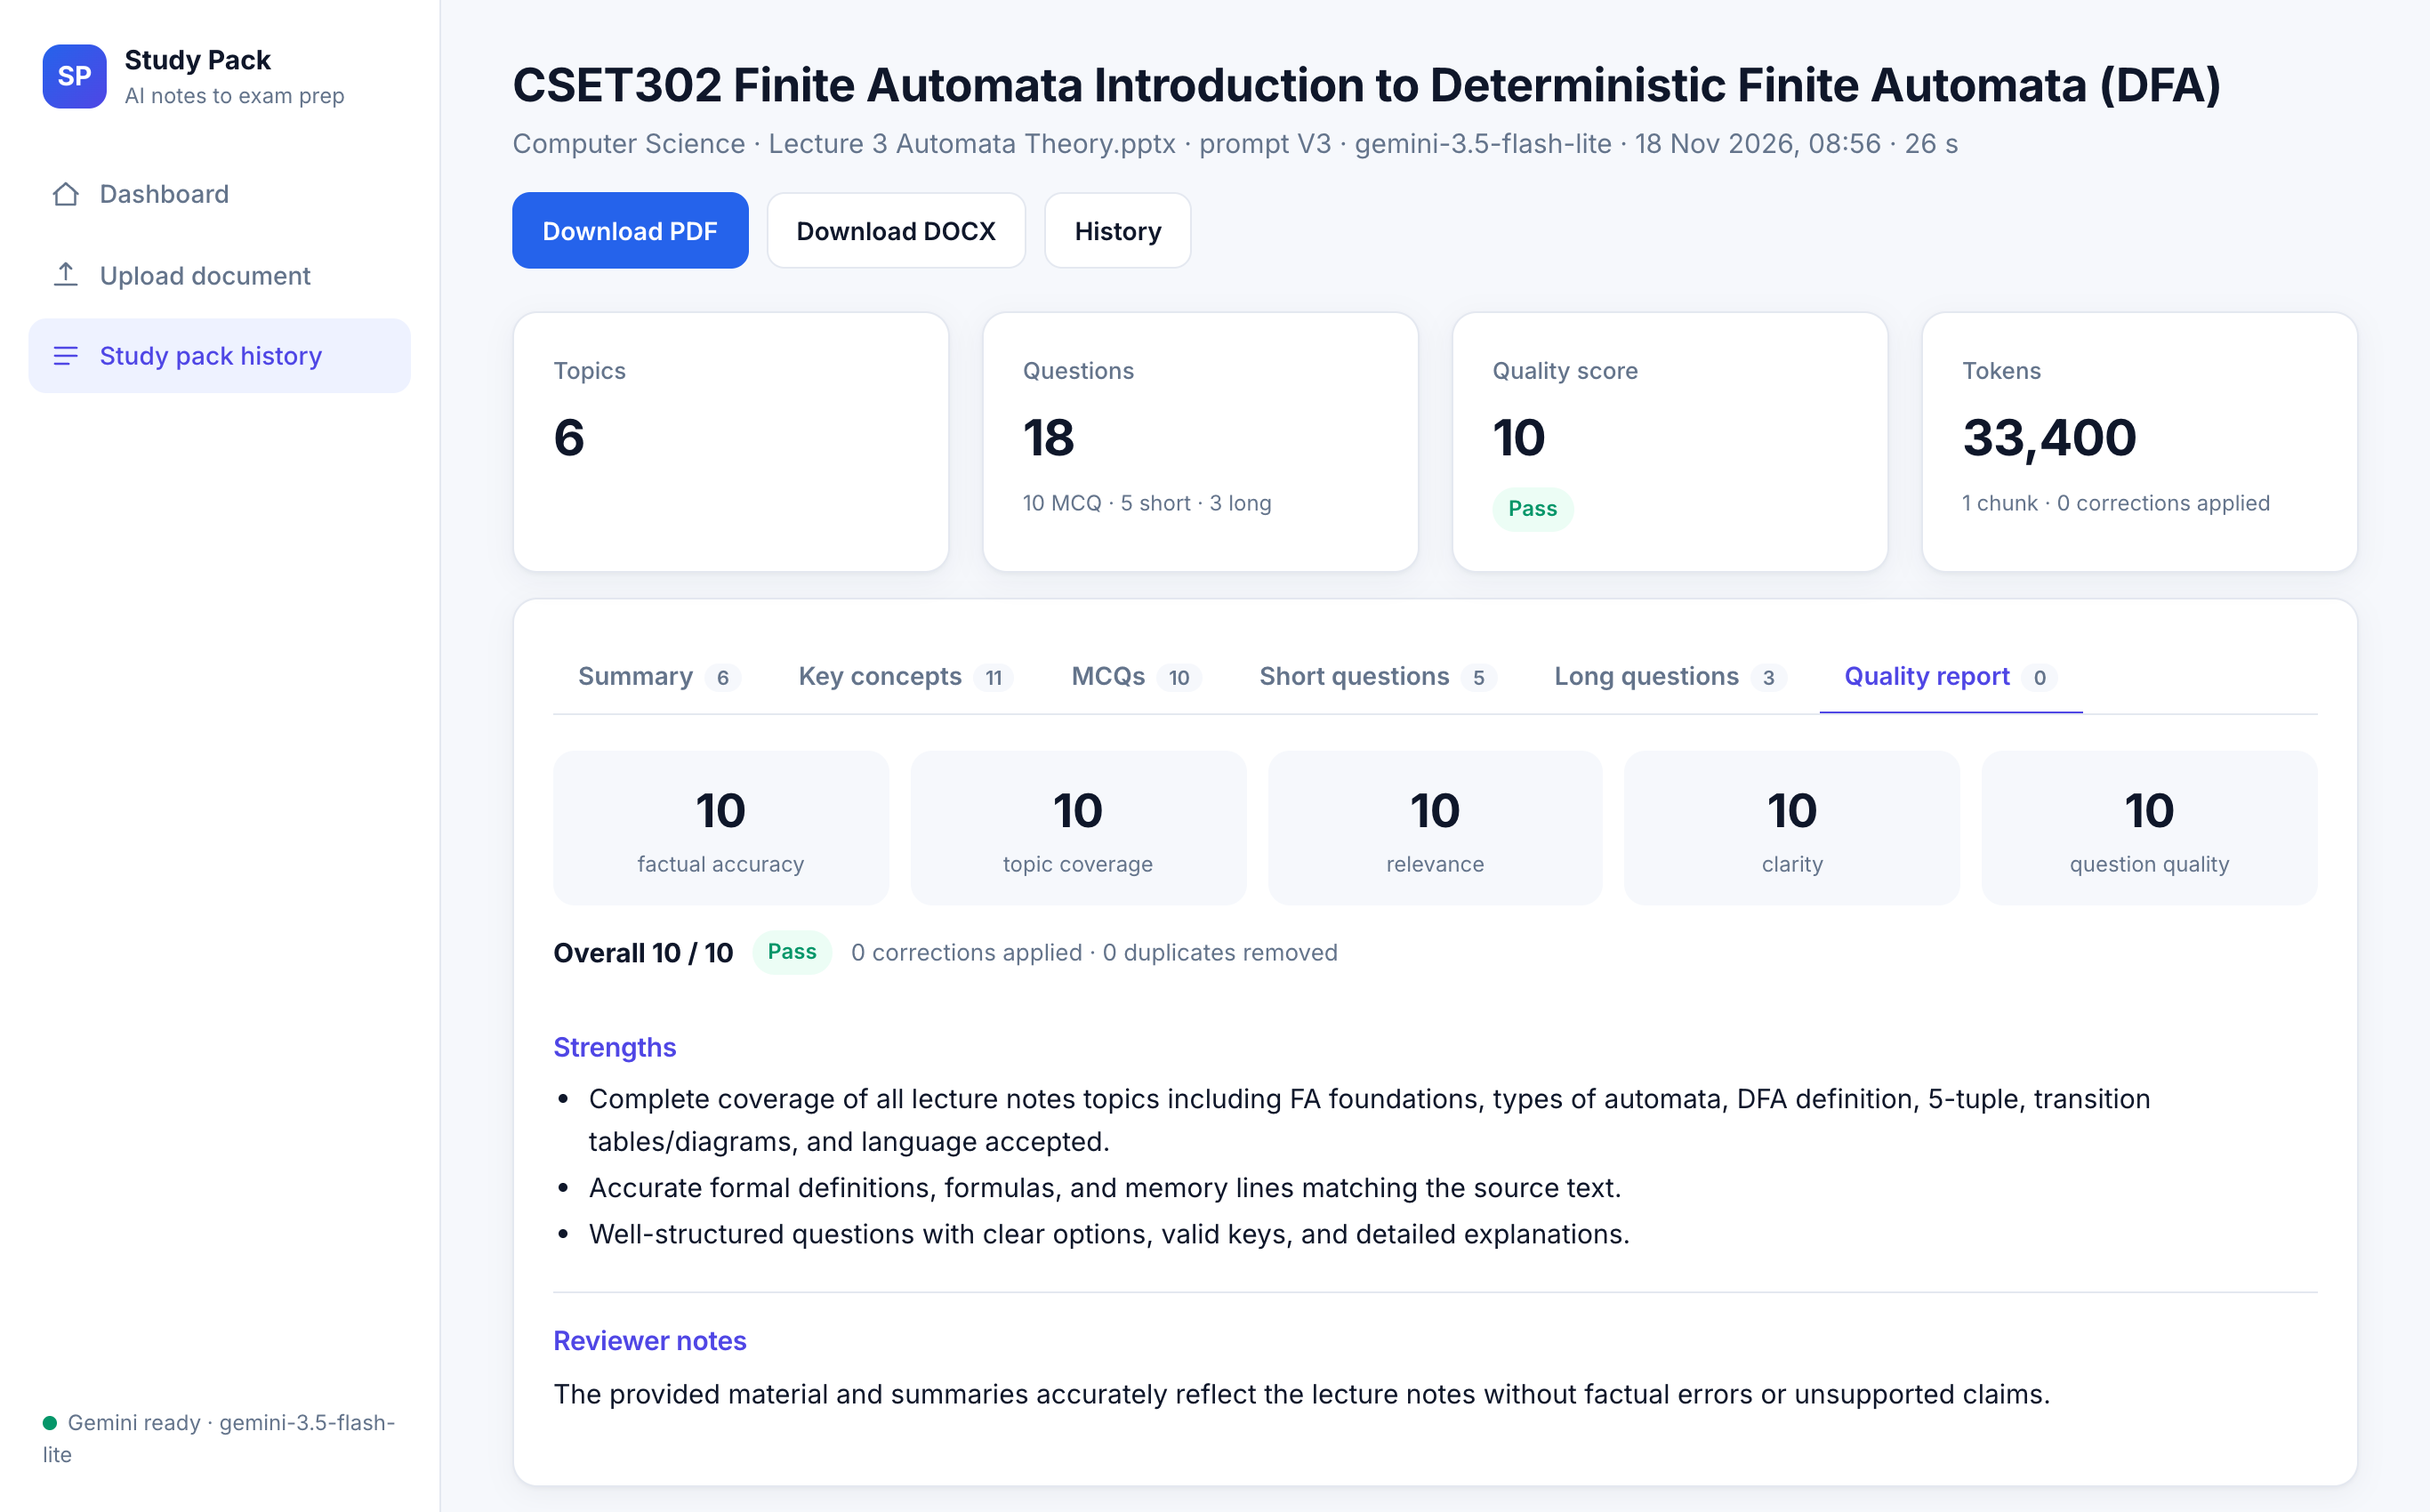 SP
Study Pack
AI notes to exam prep
Dashboard
Upload document
Study pack history
Gemini ready · gemini-3.5-flash-
lite
CSET302 Finite Automata Introduction to Deterministic Finite Automata (DFA)
Computer Science · Lecture 3 Automata Theory.pptx · prompt V3 · gemini-3.5-flash-lite · 18 Nov 2026, 08:56 · 26 s
Download PDF
Download DOCX
History
Topics
6
Questions
18
10 MCQ · 5 short · 3 long
Quality score
10
Pass
Tokens
33,400
1 chunk · 0 corrections applied
Summary 6
Key concepts 11
MCQs 10
Short questions 5
Long questions 3
Quality report 0
10
factual accuracy
10
topic coverage
10
relevance
10
clarity
10
question quality
Overall 10 / 10 Pass 0 corrections applied · 0 duplicates removed
Strengths
• Complete coverage of all lecture notes topics including FA foundations, types of automata, DFA definition, 5-tuple, transition
tables/diagrams, and language accepted.
• Accurate formal definitions, formulas, and memory lines matching the source text.
• Well-structured questions with clear options, valid keys, and detailed explanations.
Reviewer notes
The provided material and summaries accurately reflect the lecture notes without factual errors or unsupported claims.